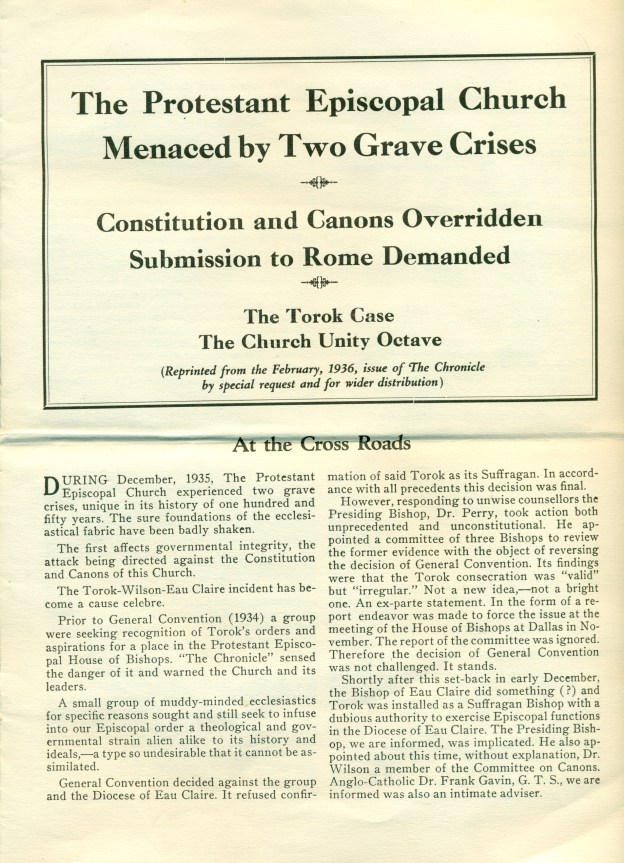 The Protestant Episcopal Church
Menaced by Two Grave Crises
Constitution and Canons Overridden
Submission to Rome Demanded
The Torok Case
The Church Unity Octave
(Reprinted from the February, 1936, issue of The Chronicle
by special request and for wider distribution)
At the Cross Roads
DURING December, 1935, The Protestant
Episcopal Church experienced two grave
crises, unique in its history of one hundred and
fifty years. The sure foundations of the ecclesi-
astical fabric have been badly shaken.
The first affects governmental integrity, the
attack being directed against the Constitution
and Canons of this Church.
The Torok-Wilson-Eau Claire incident has be-
come a cause celebre.
Prior to General Convention (1934) a group
were seeking recognition of Torok's orders and
aspirations for a place in the Protestant Episco-
pal House of Bishops. "The Chronicle" sensed
the danger of it and warned the Church and its
leaders.
A small group of muddy-minded ecclesiastics
for specific reasons sought and still seek to infuse
into our Episcopal order a theological and gov-
ernmental strain alien alike to its history and
ideals,—a type so undesirable that it cannot be as-
similated.
General Convention decided against the group
and the Diocese of Eau Claire. It refused confir-
mation of said Torok as its Suffragan. In accord-
ance with all precedents this decision was final.
However, responding to unwise counsellors the
Presiding Bishop, Dr. Perry, took action both
unprecedented and unconstitutional. He ap-
pointed a committee of three Bishops to review
the former evidence with the object of reversing
the decision of General Convention. Its findings
were that the Torok consecration was "valid"
but "irregular." Not a new idea,—not a bright
one. An ex-parte statement. In the form of a re-
port endeavor was made to force the issue at the
meeting of the House of Bishops at Dallas in No-
vember. The report of the committee was ignored.
Therefore the decision of General Convention
was not challenged. It stands.
Shortly after this set-back in early December,
the Bishop of Eau Claire did something (?) and
Torok was installed as a Suffragan Bishop with a
dubious authority to exercise Episcopal functions
in the Diocese of Eau Claire. The Presiding Bish-
op, we are informed, was implicated. He also ap-
pointed about this time, without explanation, Dr.
Wilson a member of the Committee on Canons.
Anglo-Catholic Dr. Frank Gavin, G. T. S., we are
informed was also an intimate adviser.